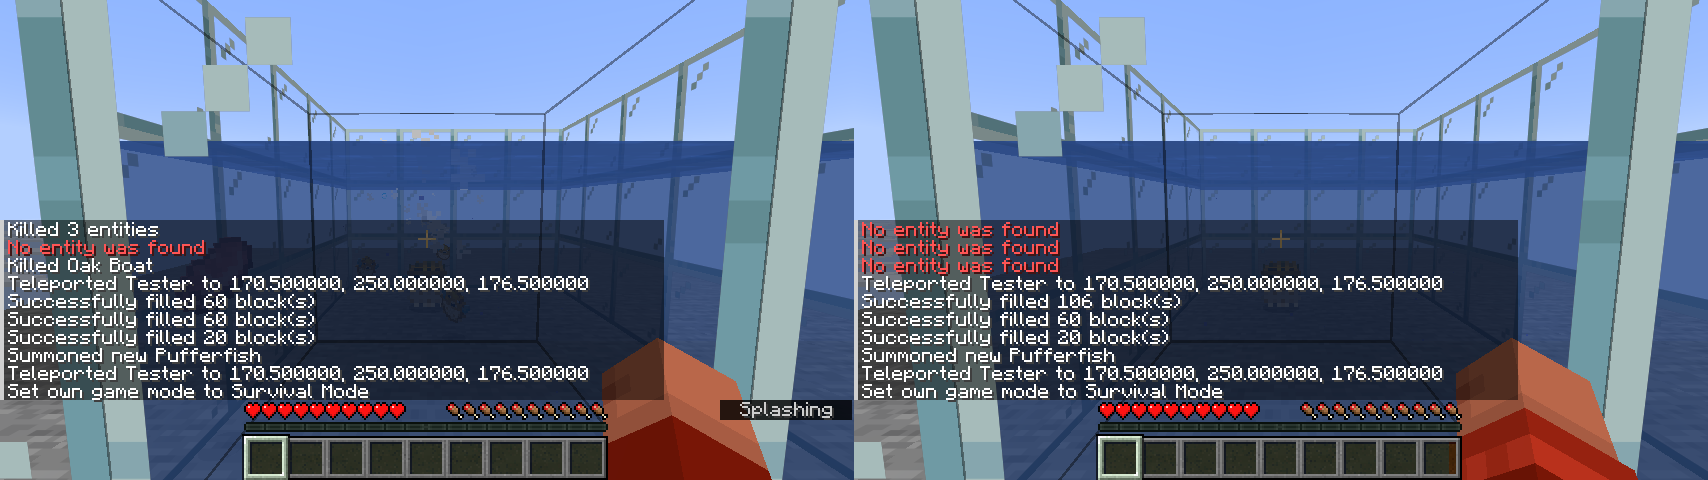 Killed 3 entities
No entity was found
Killed Oak Boat
Teleported Tester to 170.500000, 250.000000, 176.500000
Successfully filled 60 block(s)
Successfully filled 60 block(s)
Successfully filled 20 block(s)
Summoned new Pufferfish
Teleported Tester to 170.500000, 250.000000, 176.500000
Set own game mode to Survival Mode
Splashing
No entity was found
No entity was found
No entity was found
Teleported Tester to 170.500000, 250.000000, 176.500000
Successfully filled 106 block(s)
Successfully filled 60 block(s)
Successfully filled 20 block(s)
Summoned new Pufferfish
Teleported Tester to 170.500000, 250.000000, 176.500000
Set own game mode to Survival Mode